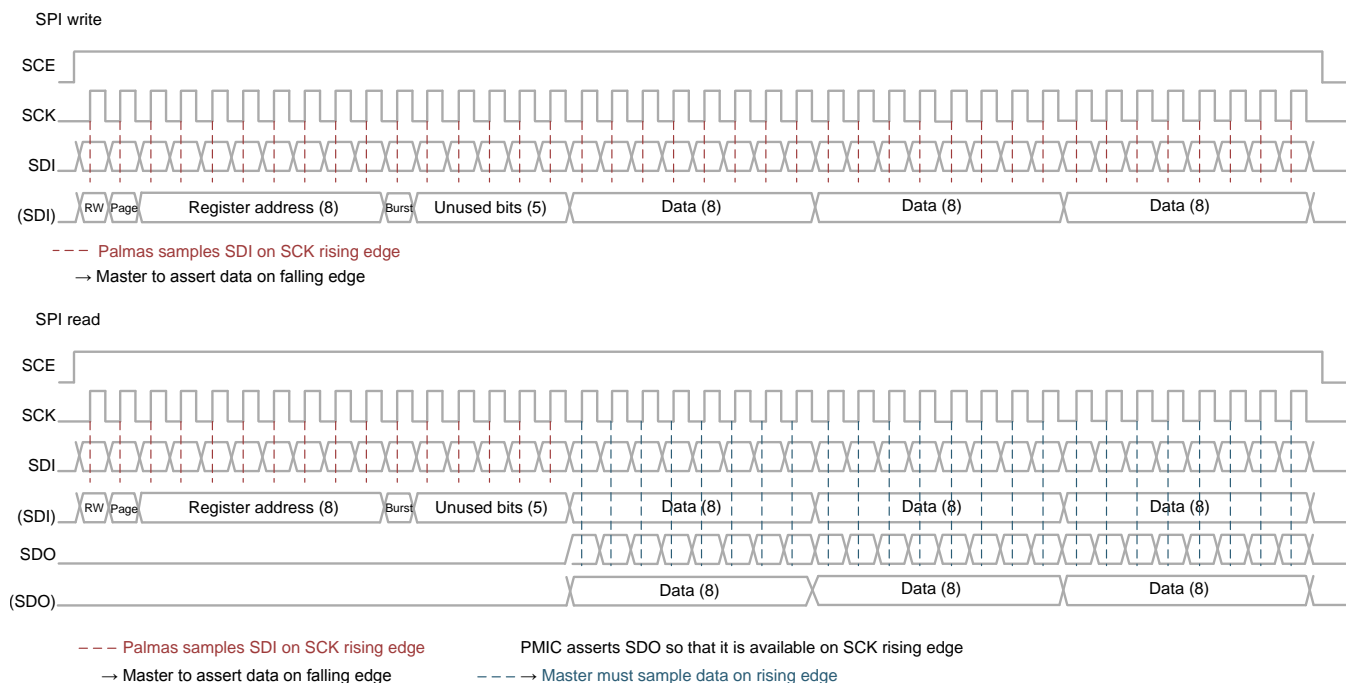 SPI write
SCE
SCK
SDI
(SDI) RW Page Register address (8) Burst Unused bits (5) Data (8) Data (8) Data (8)
Palmas samples SDI on SCK rising edge
→ Master to assert data on falling edge
SPI read
SCE
SCK
SDI
(SDI) RW Page Register address (8) Burst Unused bits (5) Data (8) Data (8) Data (8)
SDO
(SDO) Data (8) Data (8) Data (8)
Palmas samples SDI on SCK rising edge PMIC asserts SDO so that it is available on SCK rising edge
→ Master to assert data on falling edge → Master must sample data on rising edge